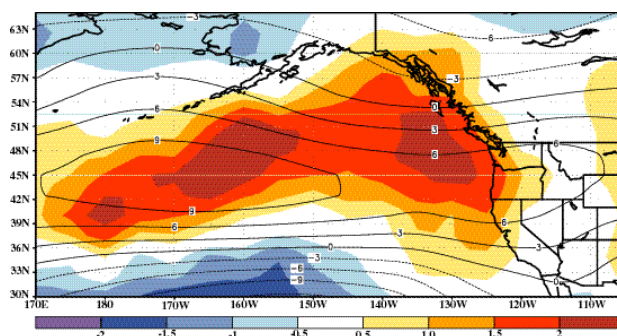 -3
63N
-6
0
60N
57N 3 -3
54N 6 0
51N 3
9 6
48N 6
45N
42N
9
39N 6 3 6
36N 0 3
-3
33N -6
-9 0
30N
170E 180 170W 160W 150W 140W 130W 120W 110W
-2 -1.5 -1 -0.5 0.5 1.0 1.5 2